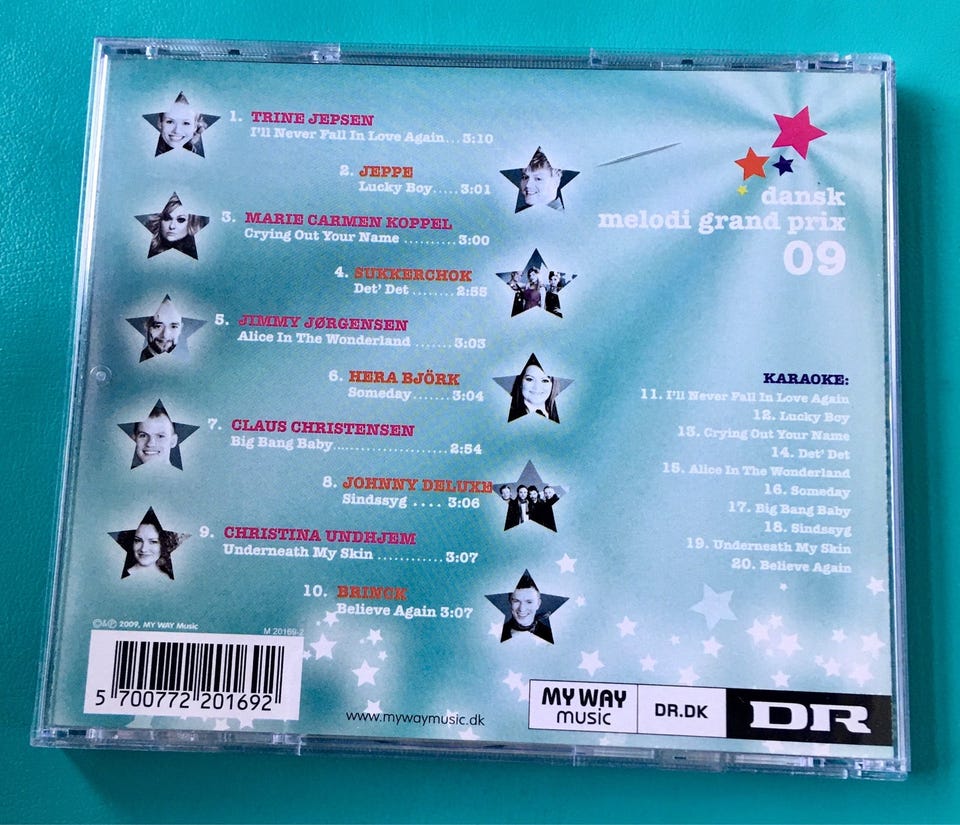 1. TRINE JEPSEN
I'll Never Fall In Love Again... 3:10
2. JEPPE
Lucky Boy..... 3:01
3. MARIE CARMEN KOPPEL
Crying Out Your Name .......... 3:00
4. SUKKERCHOK
Det' Det ........ 2:55
5. JIMMY JØRGENSEN
Alice In The Wonderland ....... 3:03
6. HERA BJÖRK
Someday....... 3:04
7. CLAUS CHRISTENSEN
Big Bang Baby...................... 2:54
8. JOHNNY DELUXE
Sindssyg .... 3:06
9. CHRISTINA UNDHJEM
Underneath My Skin ............ 3:07
10. BRINCK
Believe Again 3:07
dansk
melodi grand prix
09
KARAOKE:
11. I'll Never Fall In Love Again
12. Lucky Boy
13. Crying Out Your Name
14. Det' Det
15. Alice In The Wonderland
16. Someday
17. Big Bang Baby
18. Sindssyg
19. Underneath My Skin
20. Believe Again
©&℗ 2009, MY WAY Music
M 20169-2
5 700772 201692
www.mywaymusic.dk
MY WAY
music
DR.DK
DR